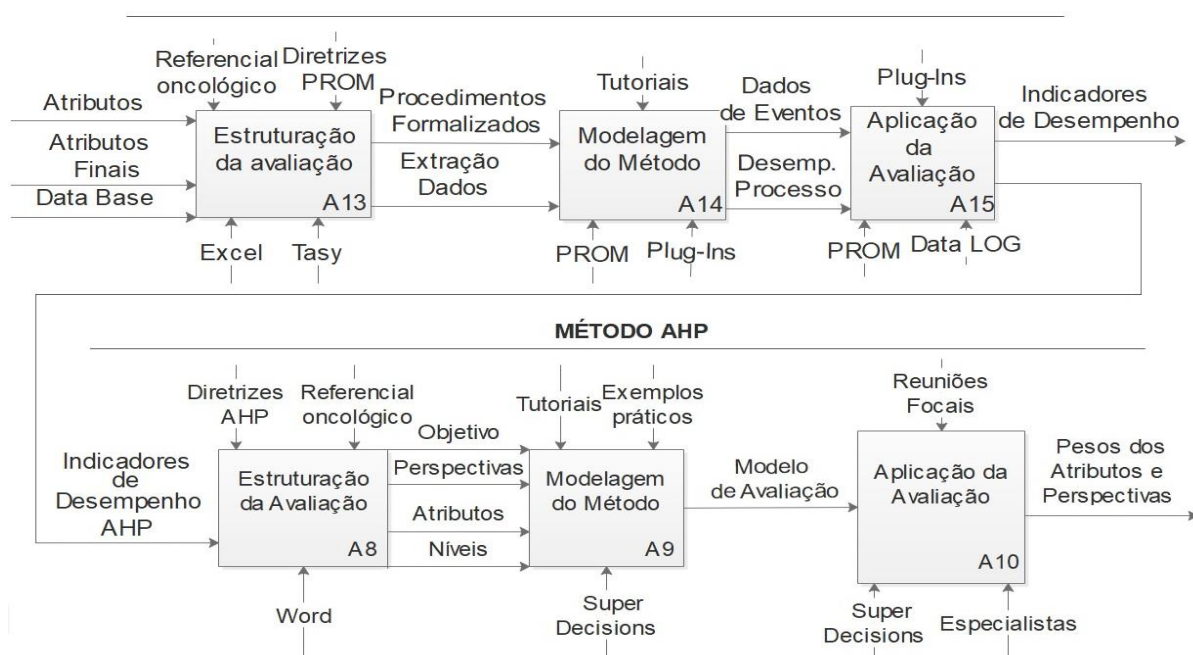 Referencial
oncológico
Diretrizes
PROM
Atributos
Atributos
Finais
Data Base
Estruturação
da avaliação
A13
Excel
Tasy
Procedimentos
Formalizados
Extração
Dados
Tutoriais
Modelagem
do Método
A14
PROM
Plug-Ins
Dados
de Eventos
Desemp.
Processo
Plug-Ins
Aplicação
da
Avaliação
A15
PROM
Data LOG
Indicadores
de Desempenho
MÉTODO AHP
Diretrizes
AHP
Referencial
oncológico
Indicadores
de
Desempenho
AHP
Estruturação
da Avaliação
A8
Word
Objetivo
Perspectivas
Atributos
Níveis
Tutoriais
Exemplos
práticos
Modelagem
do Método
A9
Super
Decisions
Modelo
de Avaliação
Reuniões
Focais
Aplicação da
Avaliação
A10
Super
Decisions
Especialistas
Pesos dos
Atributos e
Perspectivas